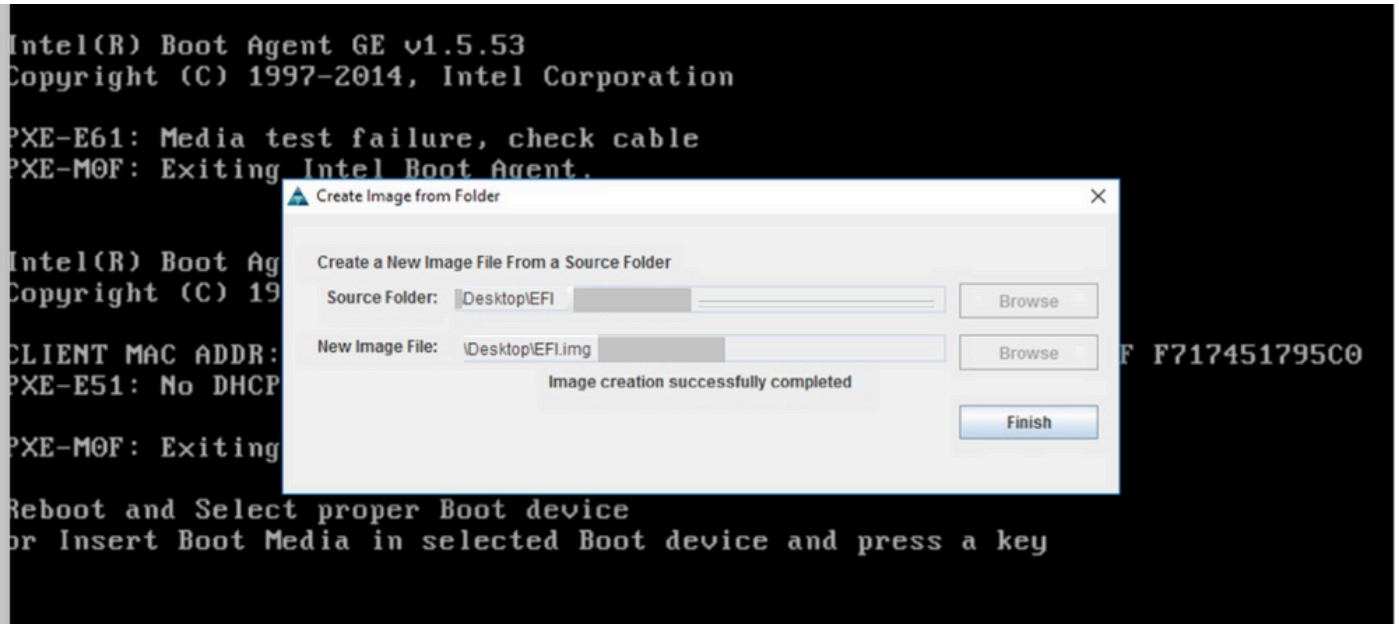 Intel(R) Boot Agent GE v1.5.53
Copyright (C) 1997-2014, Intel Corporation
PXE-E61: Media test failure, check cable
PXE-M0F: Exiting Intel Boot Agent.
Create Image from Folder
Intel(R) Boot Ag
Copyright (C) 19
CLIENT MAC ADDR:
F F717451795C0
PXE-E51: No DHCP
PXE-M0F: Exiting
Create a New Image File From a Source Folder
Source Folder: \Desktop\EFI Browse
New Image File: \Desktop\EFI.img Browse
Image creation successfully completed
Finish
Reboot and Select proper Boot device
or Insert Boot Media in selected Boot device and press a key